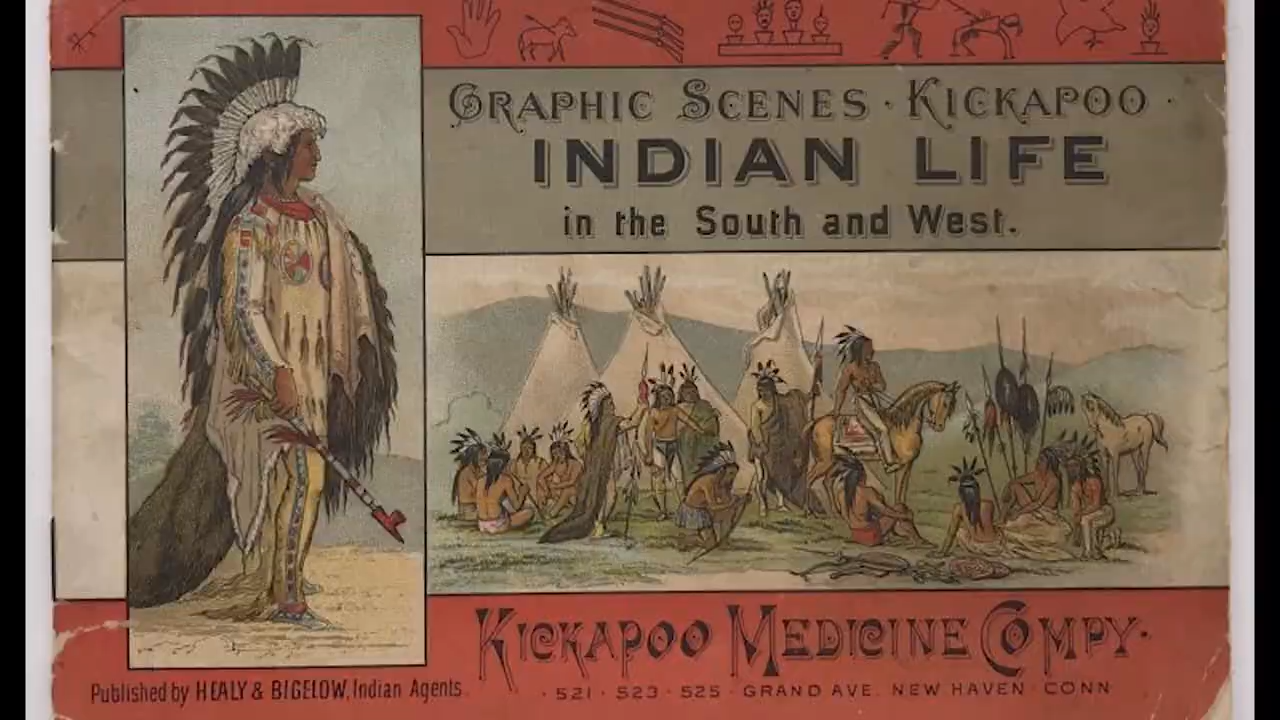 GRAPHIC SCENES · KICKAPOO ·
INDIAN LIFE
in the South and West.
KICKAPOO MEDICINE COMPY·
Published by HEALY & BIGELOW, Indian Agents.
· 521 · 523 · 525 · GRAND AVE. NEW HAVEN · CONN